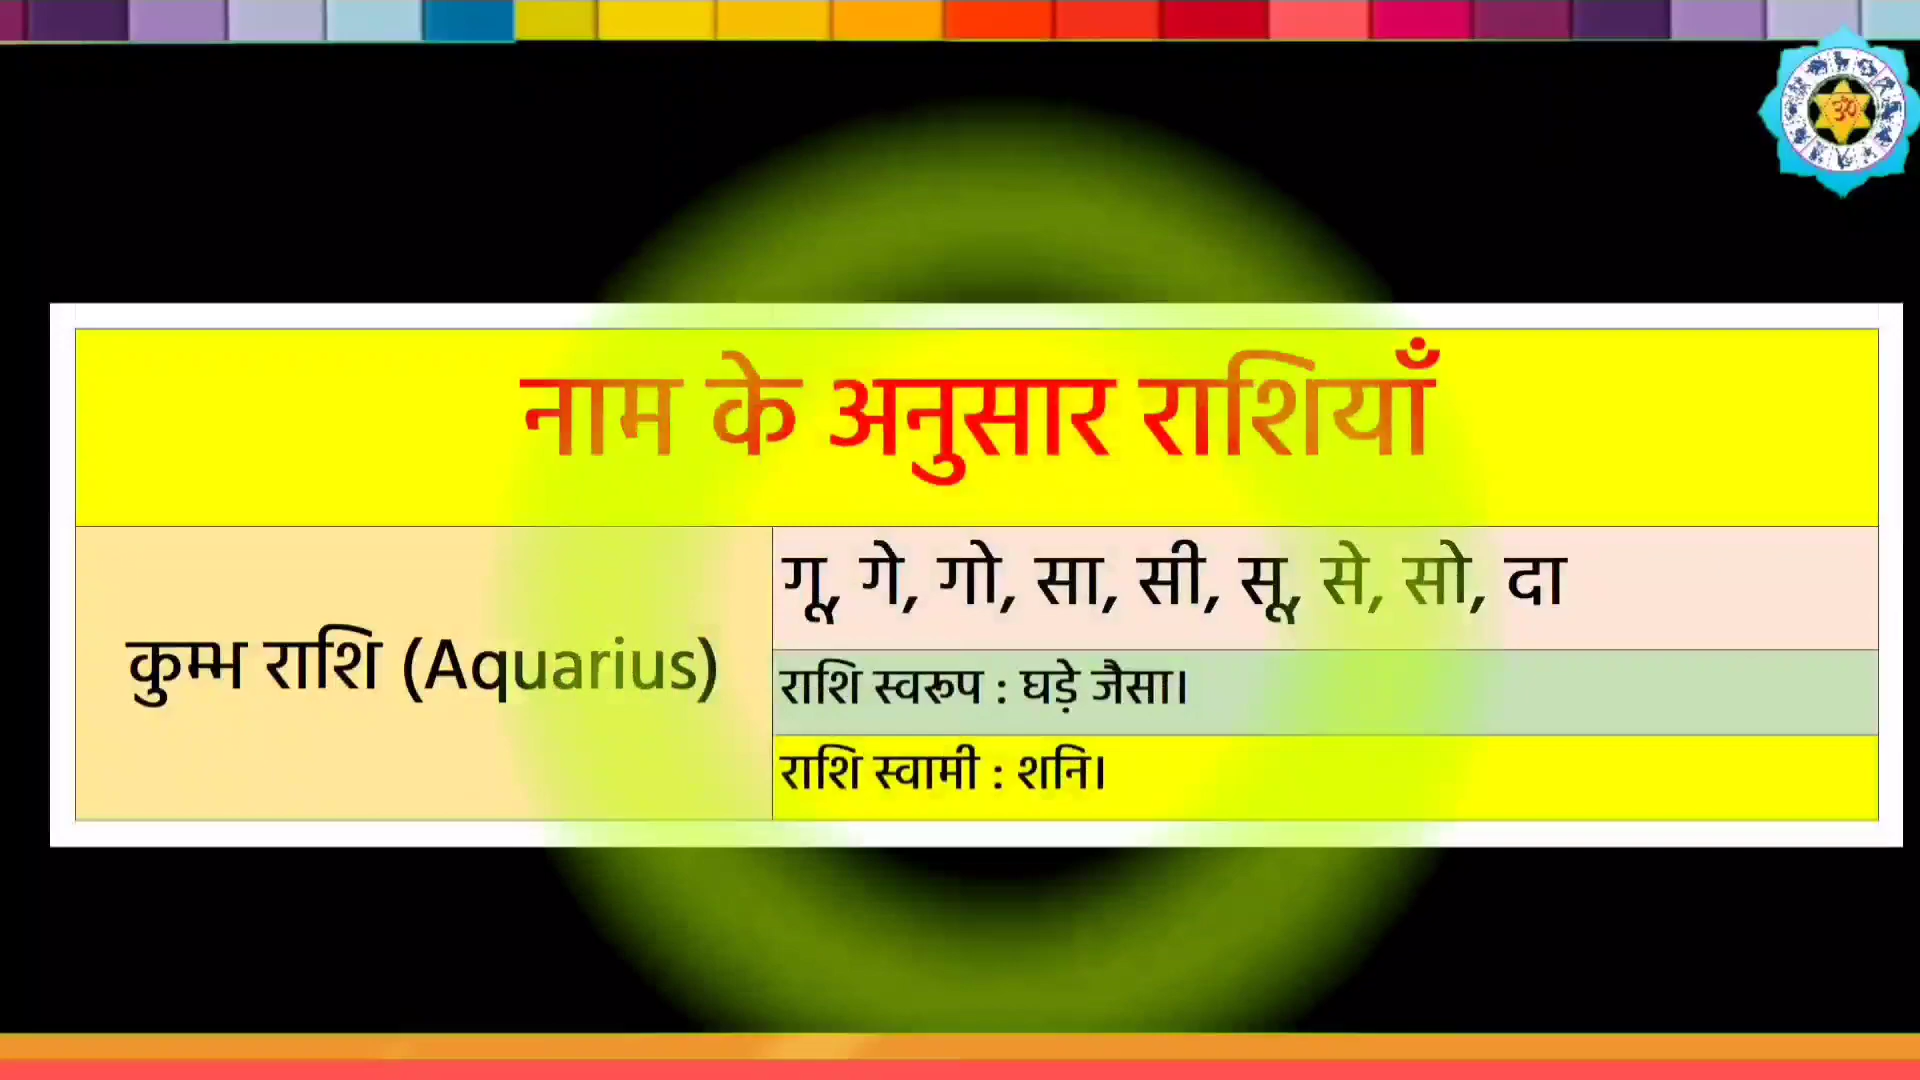 नाम के अनुसार राशियाँ
कुम्भ राशि (Aquarius)
गू, गे, गो, सा, सी, सू, से, सो, दा
राशि स्वरूप : घड़े जैसा।
राशि स्वामी : शनि।
ॐ